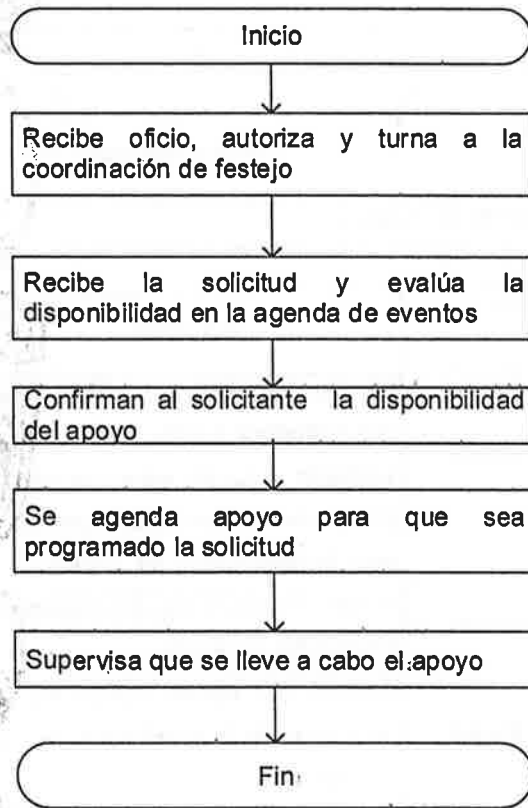 Inicio
Recibe oficio, autoriza y turna a la
coordinación de festejo
Recibe la solicitud y evalúa la
disponibilidad en la agenda de eventos
Confirman al solicitante la disponibilidad
del apoyo
Se agenda apoyo para que sea
programado la solicitud
Supervisa que se lleve a cabo el apoyo
Fin